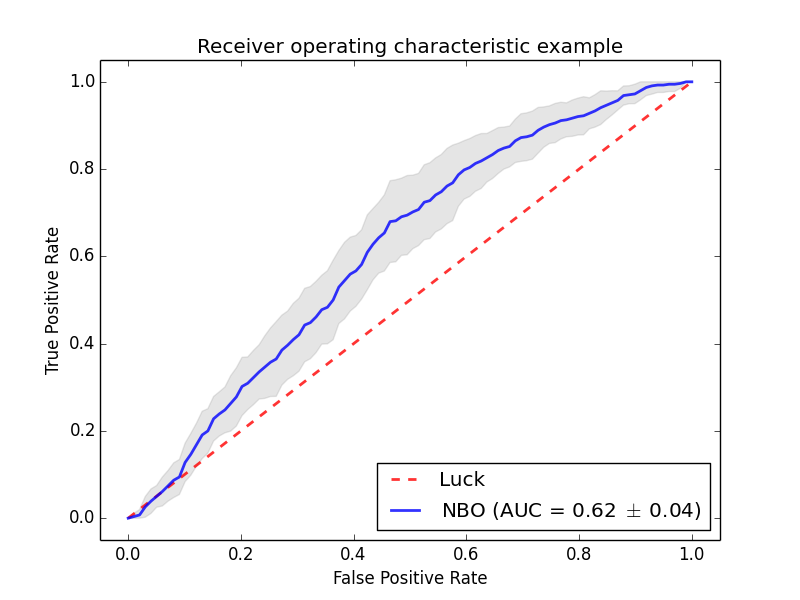 Receiver operating characteristic example
True Positive Rate
1.0
0.8
0.6
0.4
0.2
0.0
Luck
NBO (AUC = 0.62 ± 0.04)
0.0 0.2 0.4 0.6 0.8 1.0
False Positive Rate